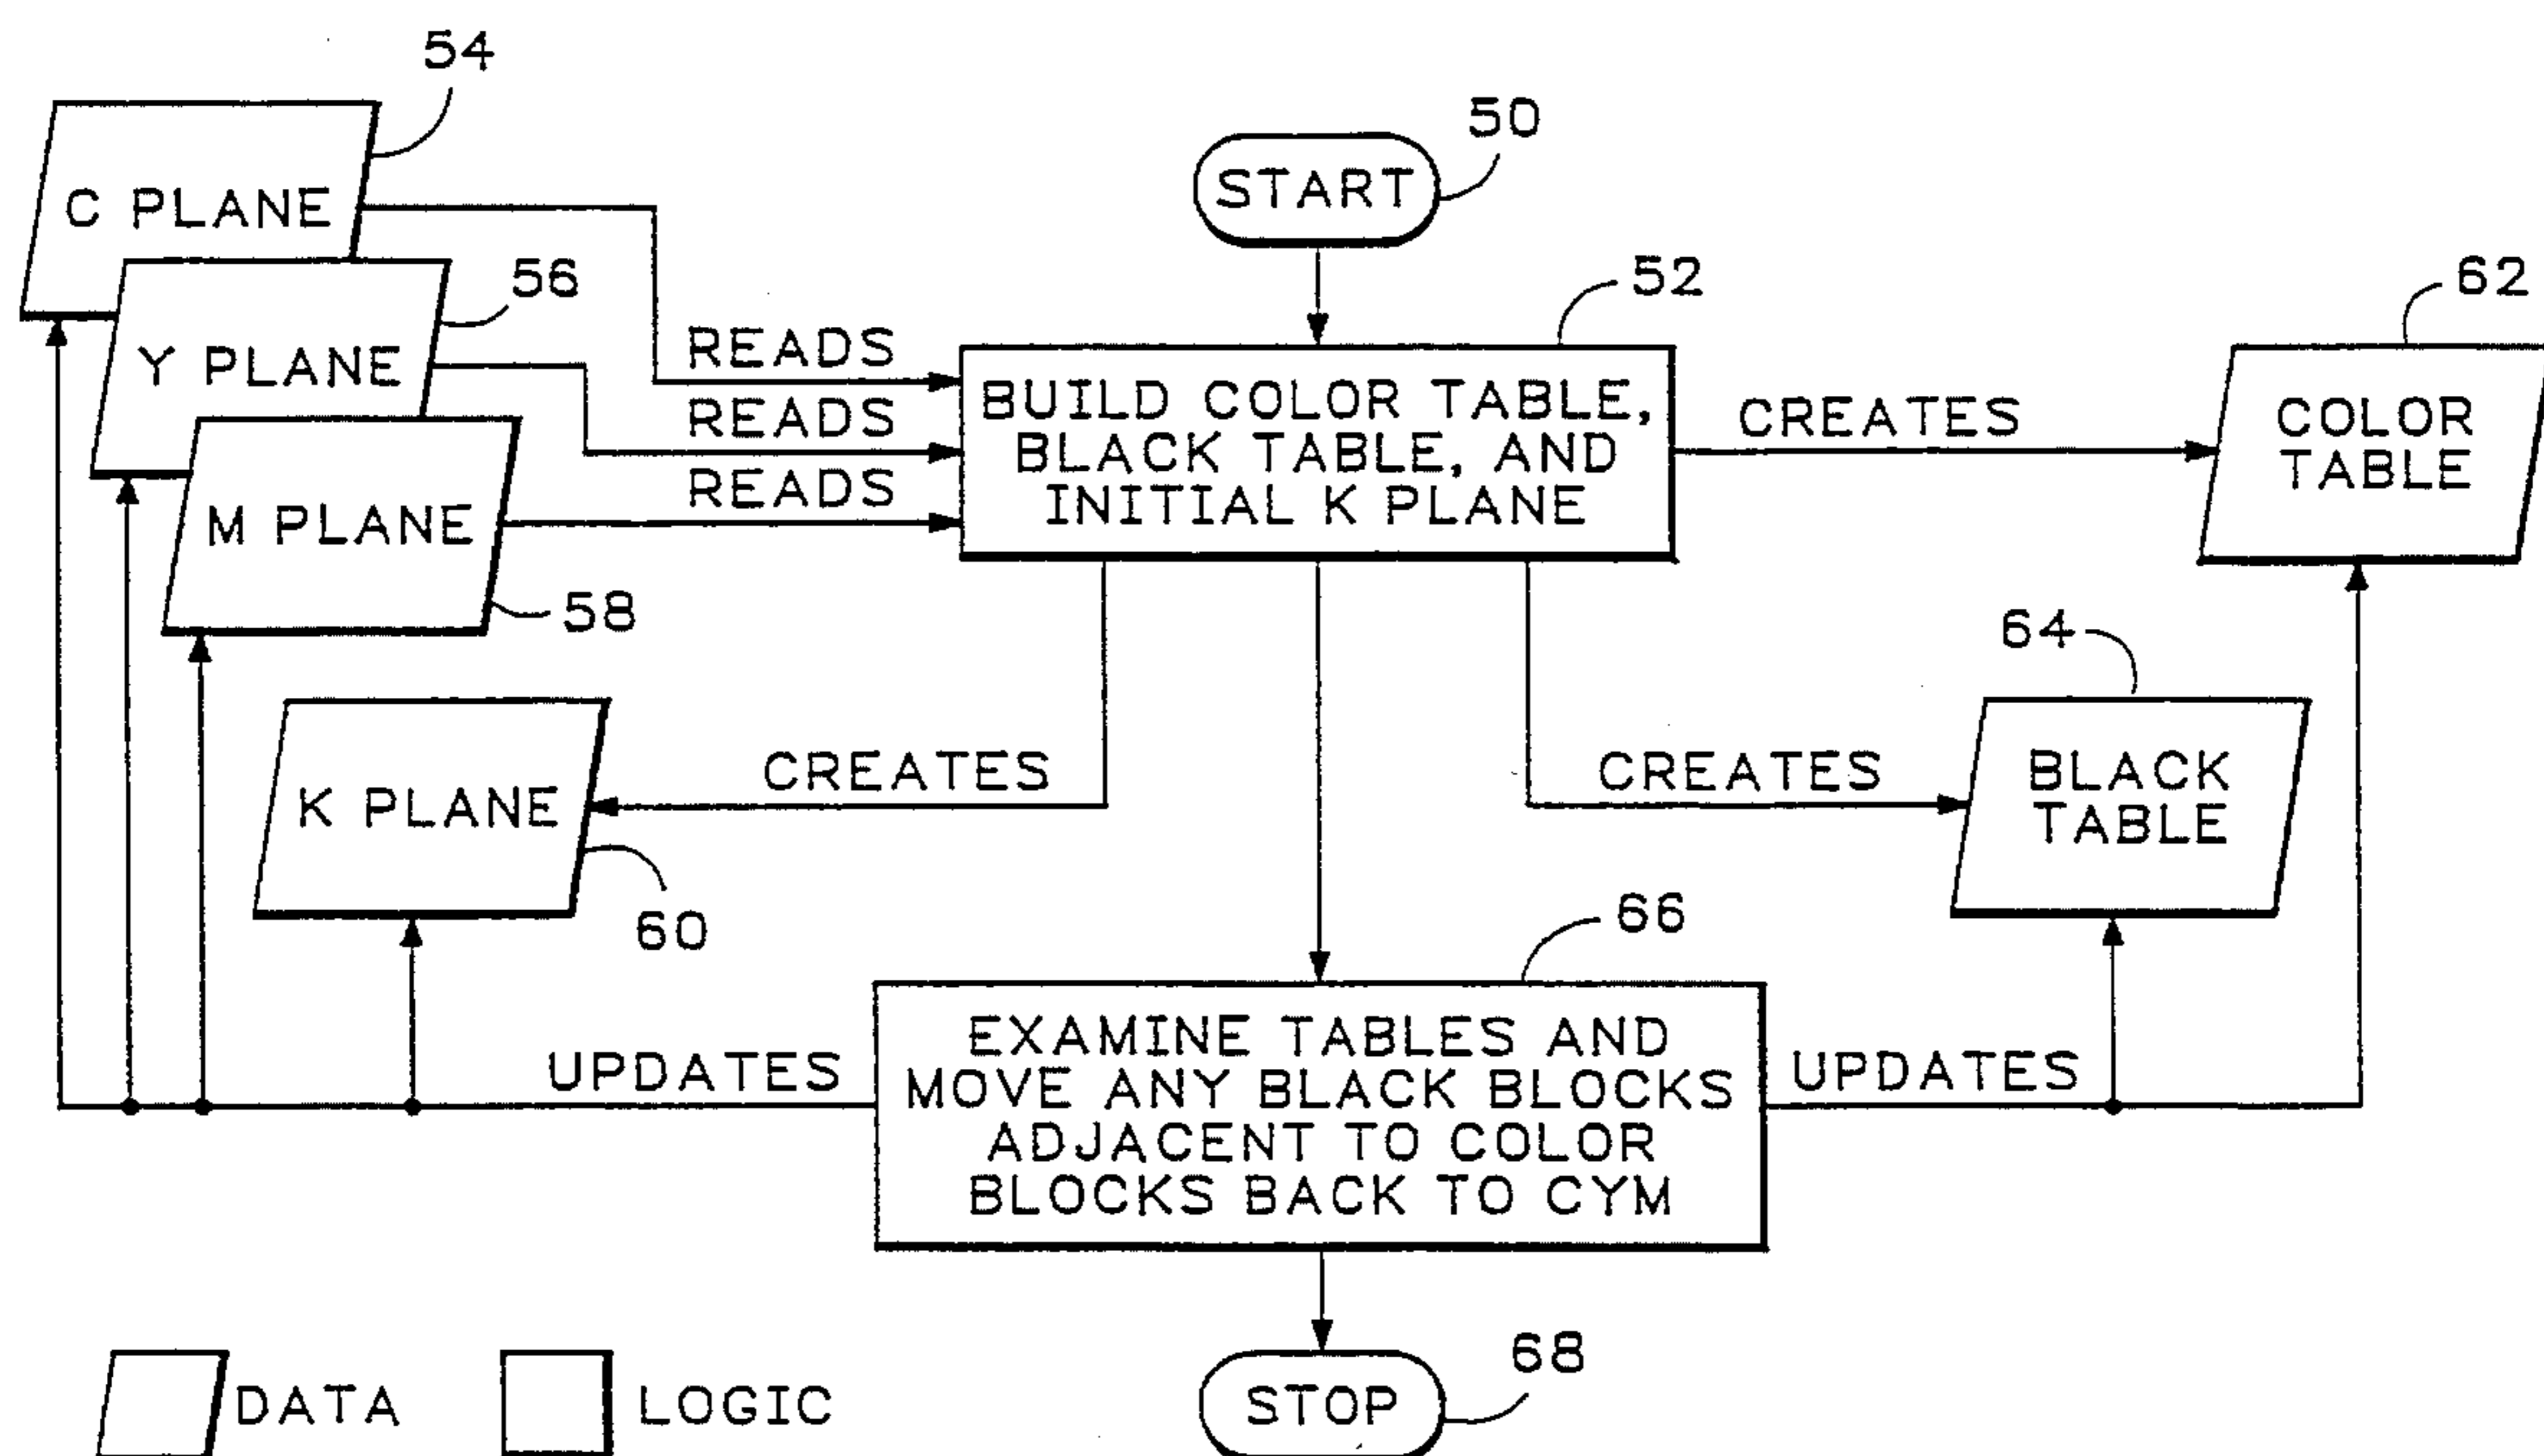 54
50
C PLANE
START
56
52
62
Y PLANE
READS
READS
READS
BUILD COLOR TABLE,
BLACK TABLE, AND
INITIAL K PLANE
CREATES
COLOR
TABLE
M PLANE
58
64
K PLANE
CREATES
CREATES
BLACK
TABLE
60
66
UPDATES
EXAMINE TABLES AND
MOVE ANY BLACK BLOCKS
ADJACENT TO COLOR
BLOCKS BACK TO CYM
UPDATES
68
DATA
LOGIC
STOP